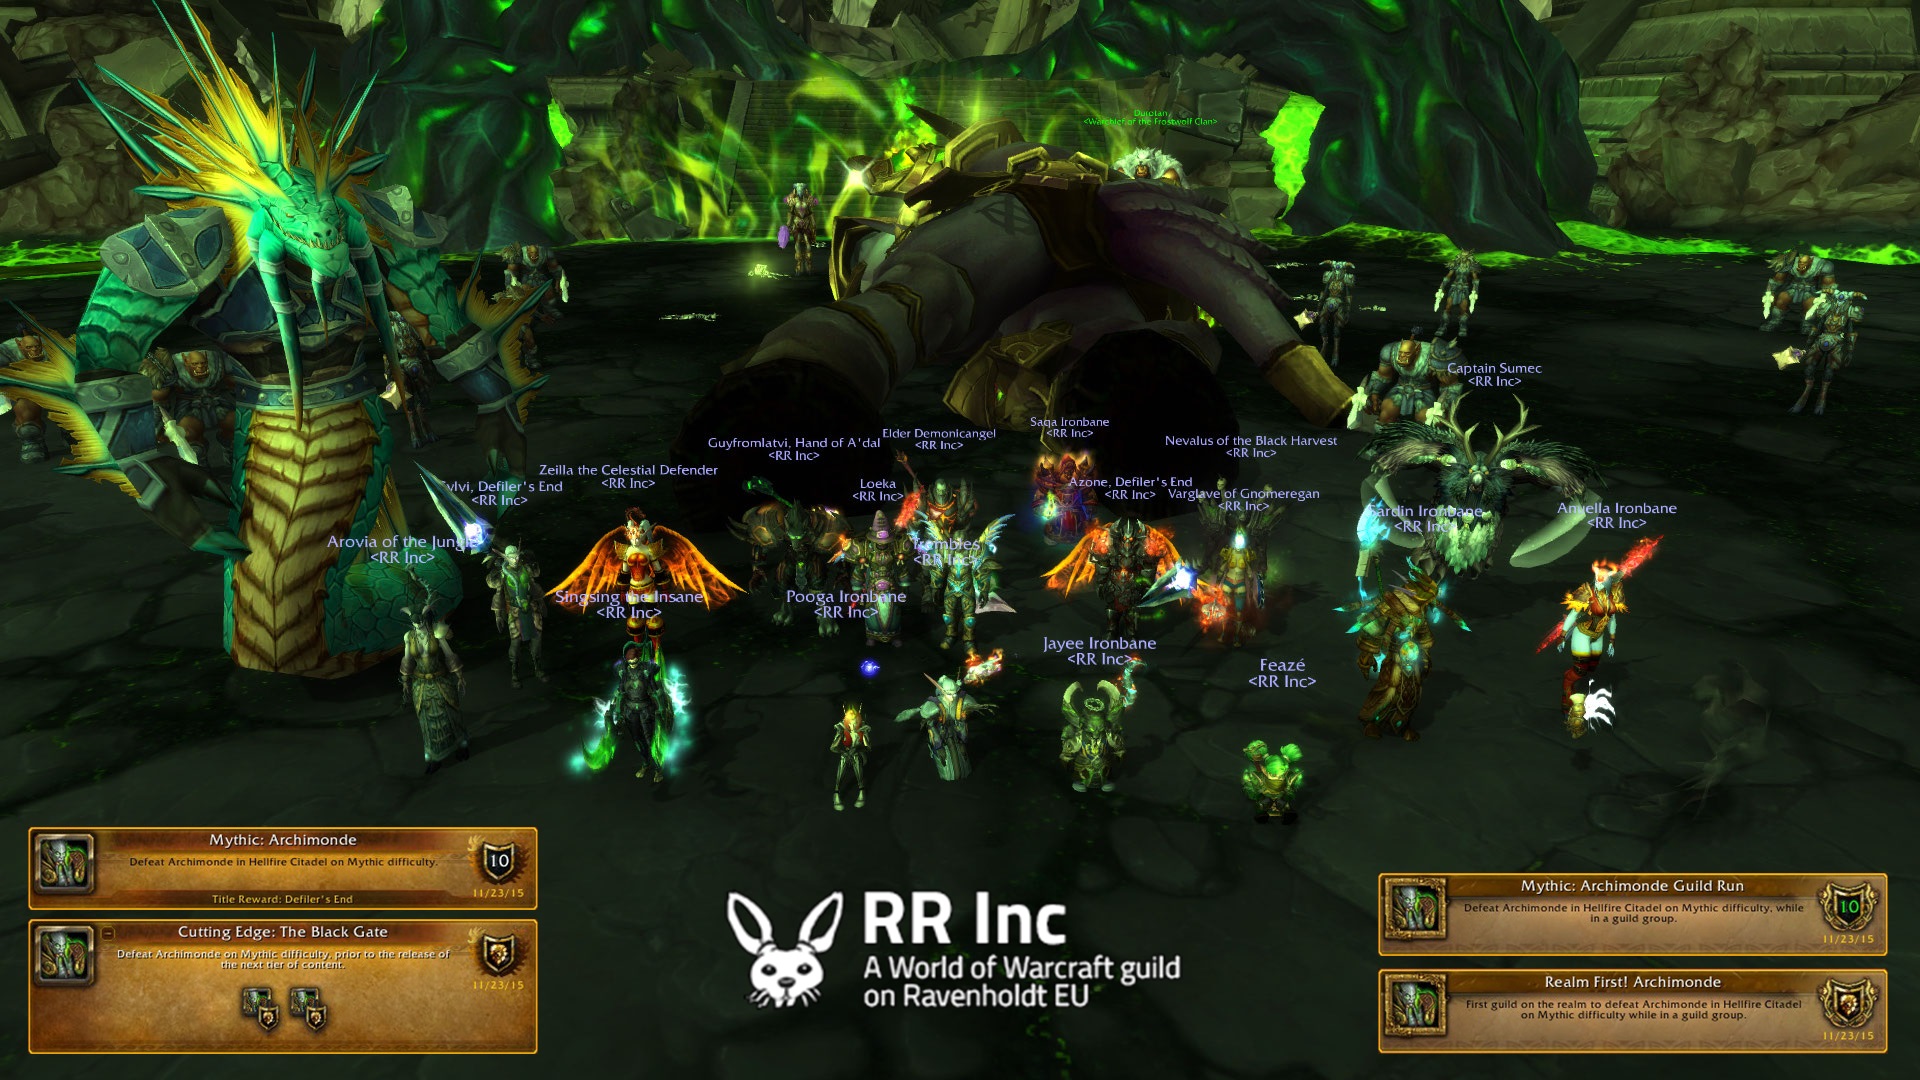 Durotan
<Warchief of the Frostwolf Clan>
Captain Sumec
<RR Inc>
Saqa Ironbane
<RR Inc>
Elder Demonicangel
<RR Inc>
Guyfromlatvi, Hand of A'dal
<RR Inc>
Nevalus of the Black Harvest
<RR Inc>
Zeilla the Celestial Defender
<RR Inc>
Defiler's End
<RR Inc>
Loeka
<RR Inc>
Azone, Defiler's End
<RR Inc>
Varglave of Gnomeregan
<RR Inc>
Ironbane
<RR Inc>
Ironbane
<RR Inc>
Arovia of the Jungle
<RR Inc>
<RR Inc>
Singsing the Insane
<RR Inc>
Pooga Ironbane
<RR Inc>
Jayee Ironbane
<RR Inc>
Feazé
<RR Inc>
Mythic: Archimonde
Defeat Archimonde in Hellfire Citadel on Mythic difficulty.
10
11/23/15
Title Reward: Defiler's End
Cutting Edge: The Black Gate
Defeat Archimonde on Mythic difficulty, prior to the release of
the next tier of content.
11/23/15
RR Inc
A World of Warcraft guild
on Ravenholdt EU
Mythic: Archimonde Guild Run
Defeat Archimonde in Hellfire Citadel on Mythic difficulty, while
in a guild group.
10
11/23/15
Realm First! Archimonde
First guild on the realm to defeat Archimonde in Hellfire Citadel
on Mythic difficulty while in a guild group.
11/23/15